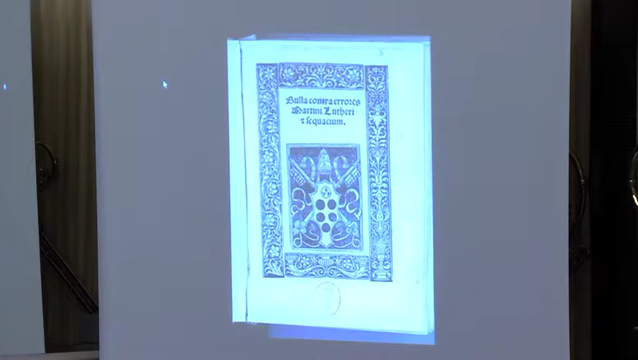 Bulla contra errores
Martini Lutheri
⁊ sequacium.